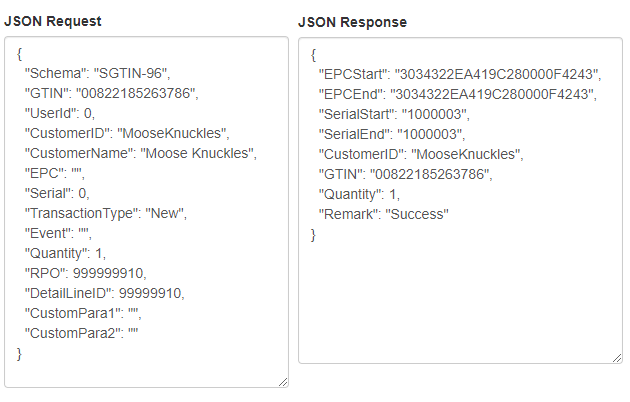 JSON Request
{
"Schema": "SGTIN-96",
"GTIN": "00822185263786",
"UserId": 0,
"CustomerID": "MooseKnuckles",
"CustomerName": "Moose Knuckles",
"EPC": "",
"Serial": 0,
"TransactionType": "New",
"Event": "",
"Quantity": 1,
"RPO": 999999910,
"DetailLineID": 99999910,
"CustomPara1": "",
"CustomPara2": ""
}
JSON Response
{
"EPCStart": "3034322EA419C280000F4243",
"EPCEnd": "3034322EA419C280000F4243",
"SerialStart": "1000003",
"SerialEnd": "1000003",
"CustomerID": "MooseKnuckles",
"GTIN": "00822185263786",
"Quantity": 1,
"Remark": "Success"
}